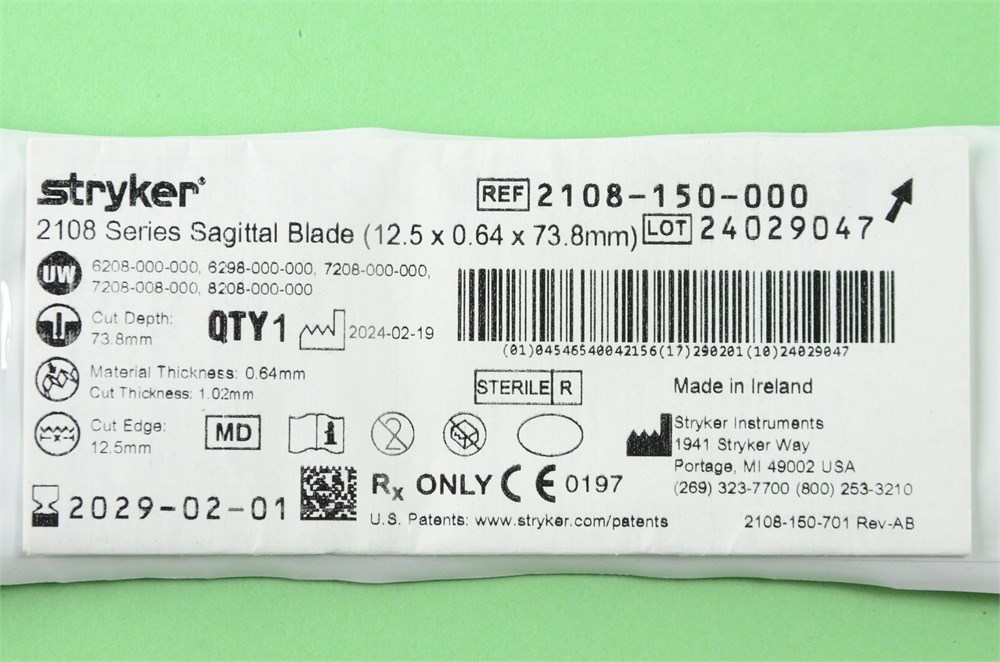 stryker®
REF 2108-150-000
2108 Series Sagittal Blade (12.5 x 0.64 x 73.8mm)
LOT 24029047
UW 6208-000-000, 6298-000-000, 7208-000-000,
7208-008-000, 8208-000-000
Cut Depth:
73.8mm
QTY 1
2024-02-19
(01)04546540042156(17)290201(10)24029047
Material Thickness: 0.64mm
Cut Thickness: 1.02mm
STERILE R
Made in Ireland
Cut Edge:
12.5mm
MD
i
2
Stryker Instruments
1941 Stryker Way
Portage, MI 49002 USA
(269) 323-7700 (800) 253-3210
2029-02-01
Rx ONLY CE 0197
U.S. Patents: www.stryker.com/patents
2108-150-701 Rev-AB